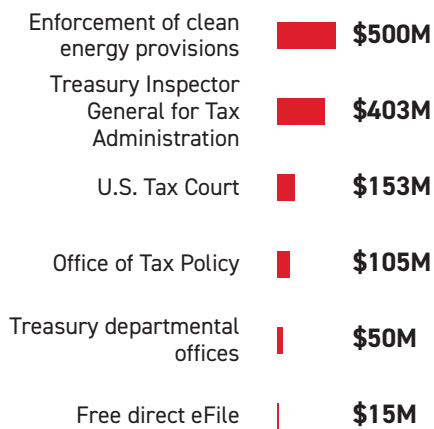 Enforcement of clean
energy provisions
$500M
Treasury Inspector
General for Tax
Administration
$403M
U.S. Tax Court
$153M
Office of Tax Policy
$105M
Treasury departmental
offices
$50M
Free direct eFile
$15M